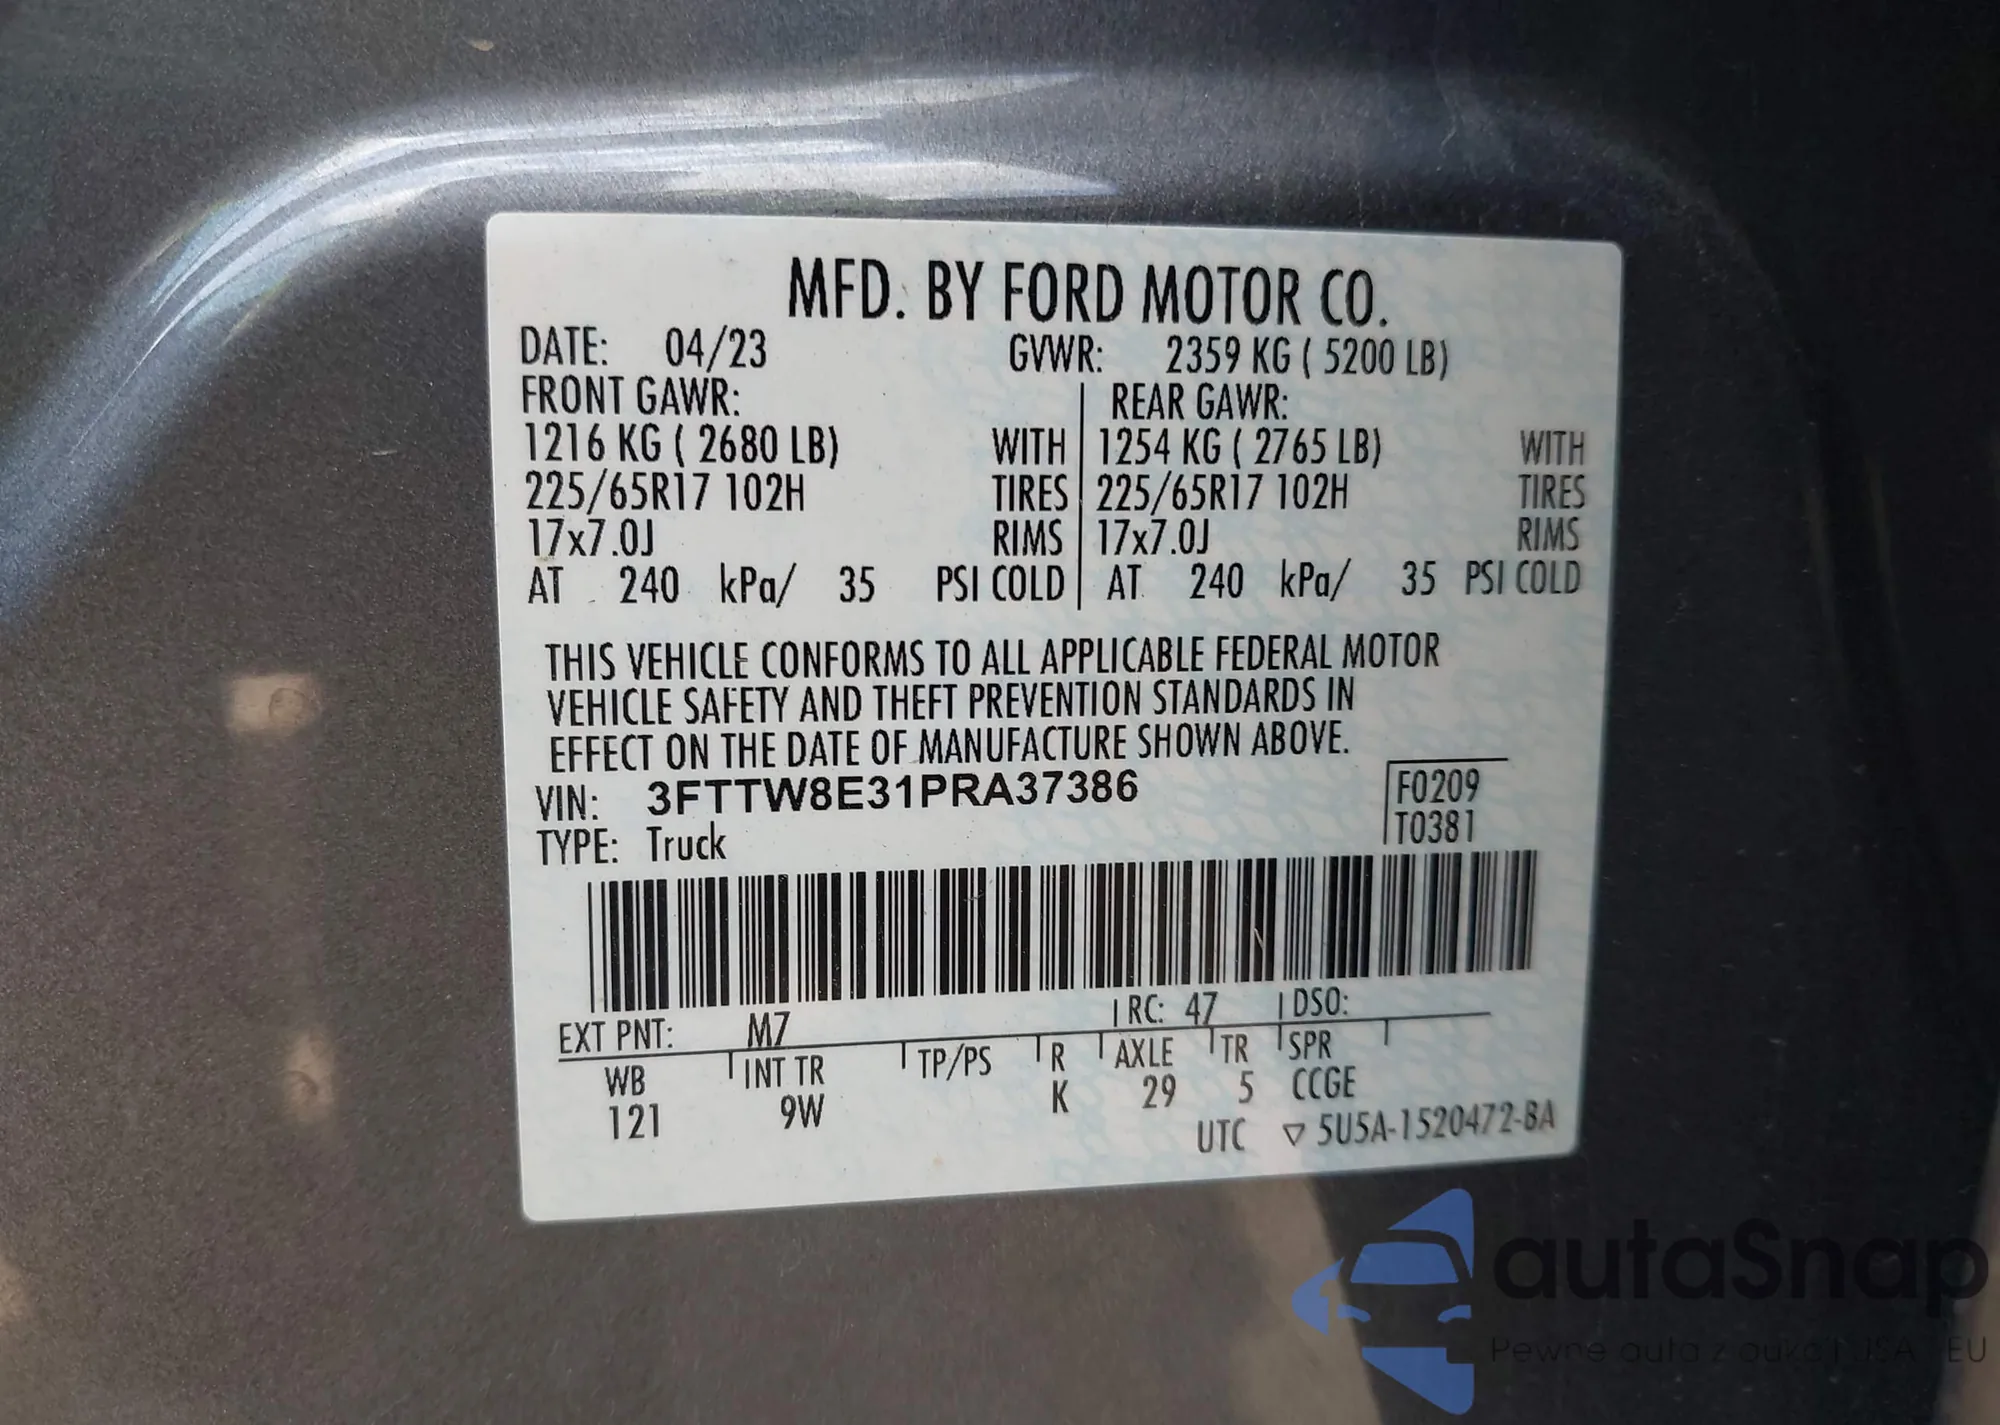 MFD. BY FORD MOTOR CO.
DATE: 04/23 GVWR: 2359 KG ( 5200 LB)
FRONT GAWR: REAR GAWR:
1216 KG ( 2680 LB) WITH 1254 KG ( 2765 LB) WITH
225/65R17 102H TIRES 225/65R17 102H TIRES
17x7.0J RIMS 17x7.0J RIMS
AT 240 kPa/ 35 PSI COLD AT 240 kPa/ 35 PSI COLD
THIS VEHICLE CONFORMS TO ALL APPLICABLE FEDERAL MOTOR
VEHICLE SAFETY AND THEFT PREVENTION STANDARDS IN
EFFECT ON THE DATE OF MANUFACTURE SHOWN ABOVE.
VIN: 3FTTW8E31PRA37386 F0209
TYPE: Truck T0381
EXT PNT: M7 RC: 47 DSO:
WB INT TR TP/PS R AXLE TR SPR
121 9W K 29 5 CCGE
UTC ▽ 5U5A-1520472-BA
autaSnap
Pewne auta z USA EU